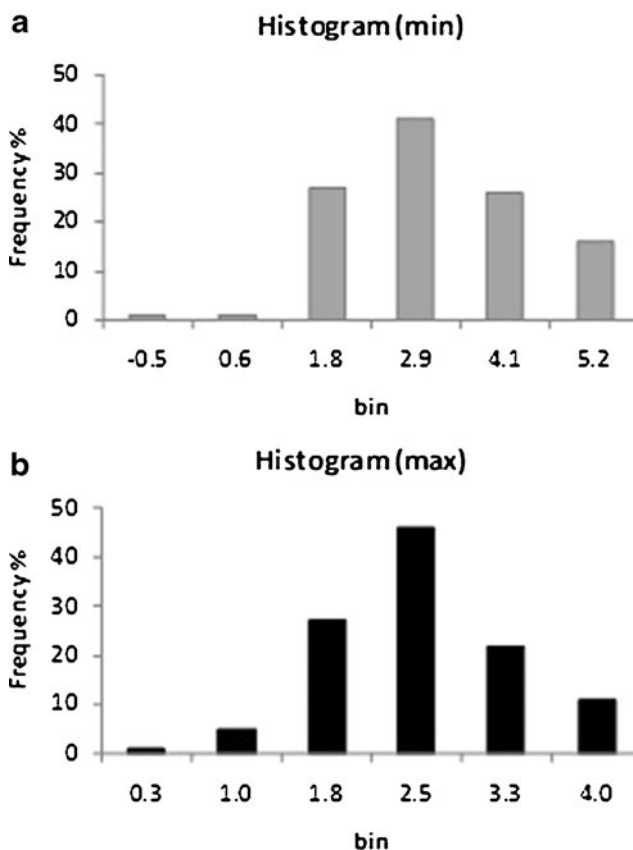 a
Histogram (min)
50
40
30
20
10
0
Frequency %
-0.5 0.6 1.8 2.9 4.1 5.2
bin
b
Histogram (max)
50
40
30
20
10
0
Frequency %
0.3 1.0 1.8 2.5 3.3 4.0
bin